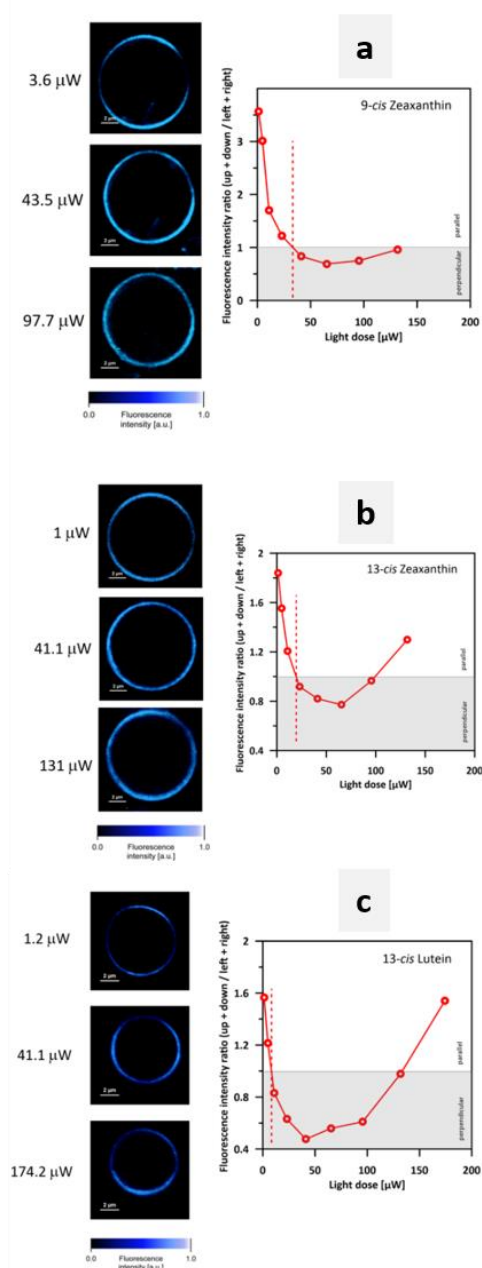 a
3.6 µW
2 µm
43.5 µW
2 µm
97.7 µW
2 µm
0.0
1.0
Fluorescence
intensity [a.u.]
Fluorescence intensity ratio (up + down / left + right)
9-cis Zeaxanthin
3
2
1
0
parallel
perpendicular
0
50
100
150
200
Light dose [µW]
b
1 µW
2 µm
41.1 µW
2 µm
131 µW
2 µm
0.0
1.0
Fluorescence
intensity [a.u.]
Fluorescence intensity ratio (up + down / left + right)
13-cis Zeaxanthin
2
1.6
1.2
0.8
0.4
parallel
perpendicular
0
50
100
150
200
Light dose [µW]
c
1.2 µW
2 µm
41.1 µW
2 µm
174.2 µW
2 µm
0.0
1.0
Fluorescence
intensity [a.u.]
Fluorescence intensity ratio (up + down / left + right)
13-cis Lutein
2
1.6
1.2
0.8
0.4
parallel
perpendicular
0
50
100
150
200
Light dose [µW]